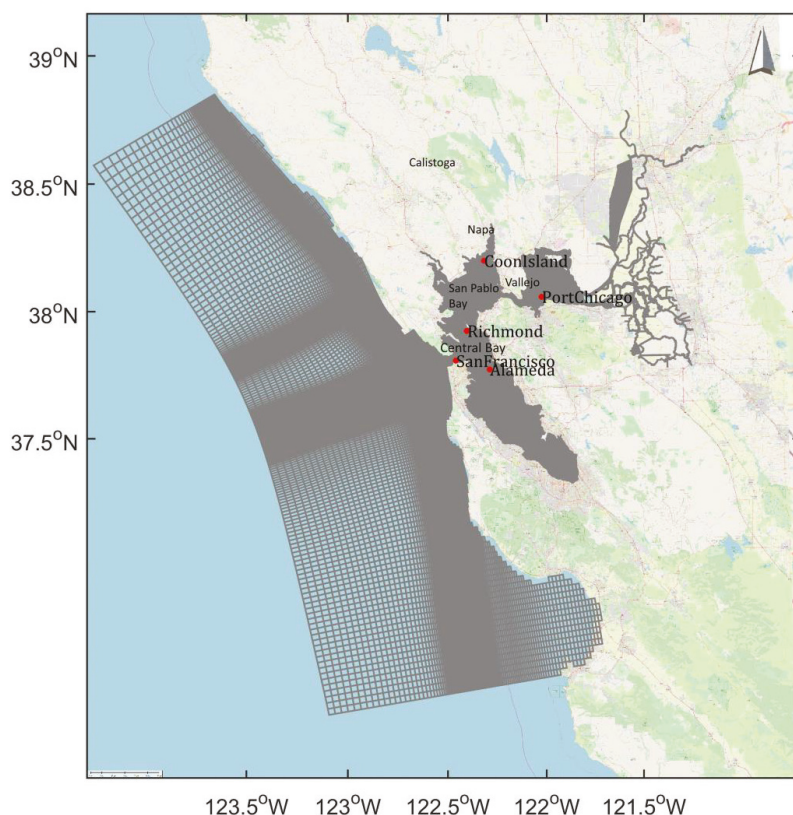 39°N
38.5°N
38°N
37.5°N
Calistoga
Napa
CoonIsland
Vallejo
San Pablo
Bay
PortChicago
Richmond
Central Bay
SanFrancisco
Alameda
123.5°W
123°W
122.5°W
122°W
121.5°W